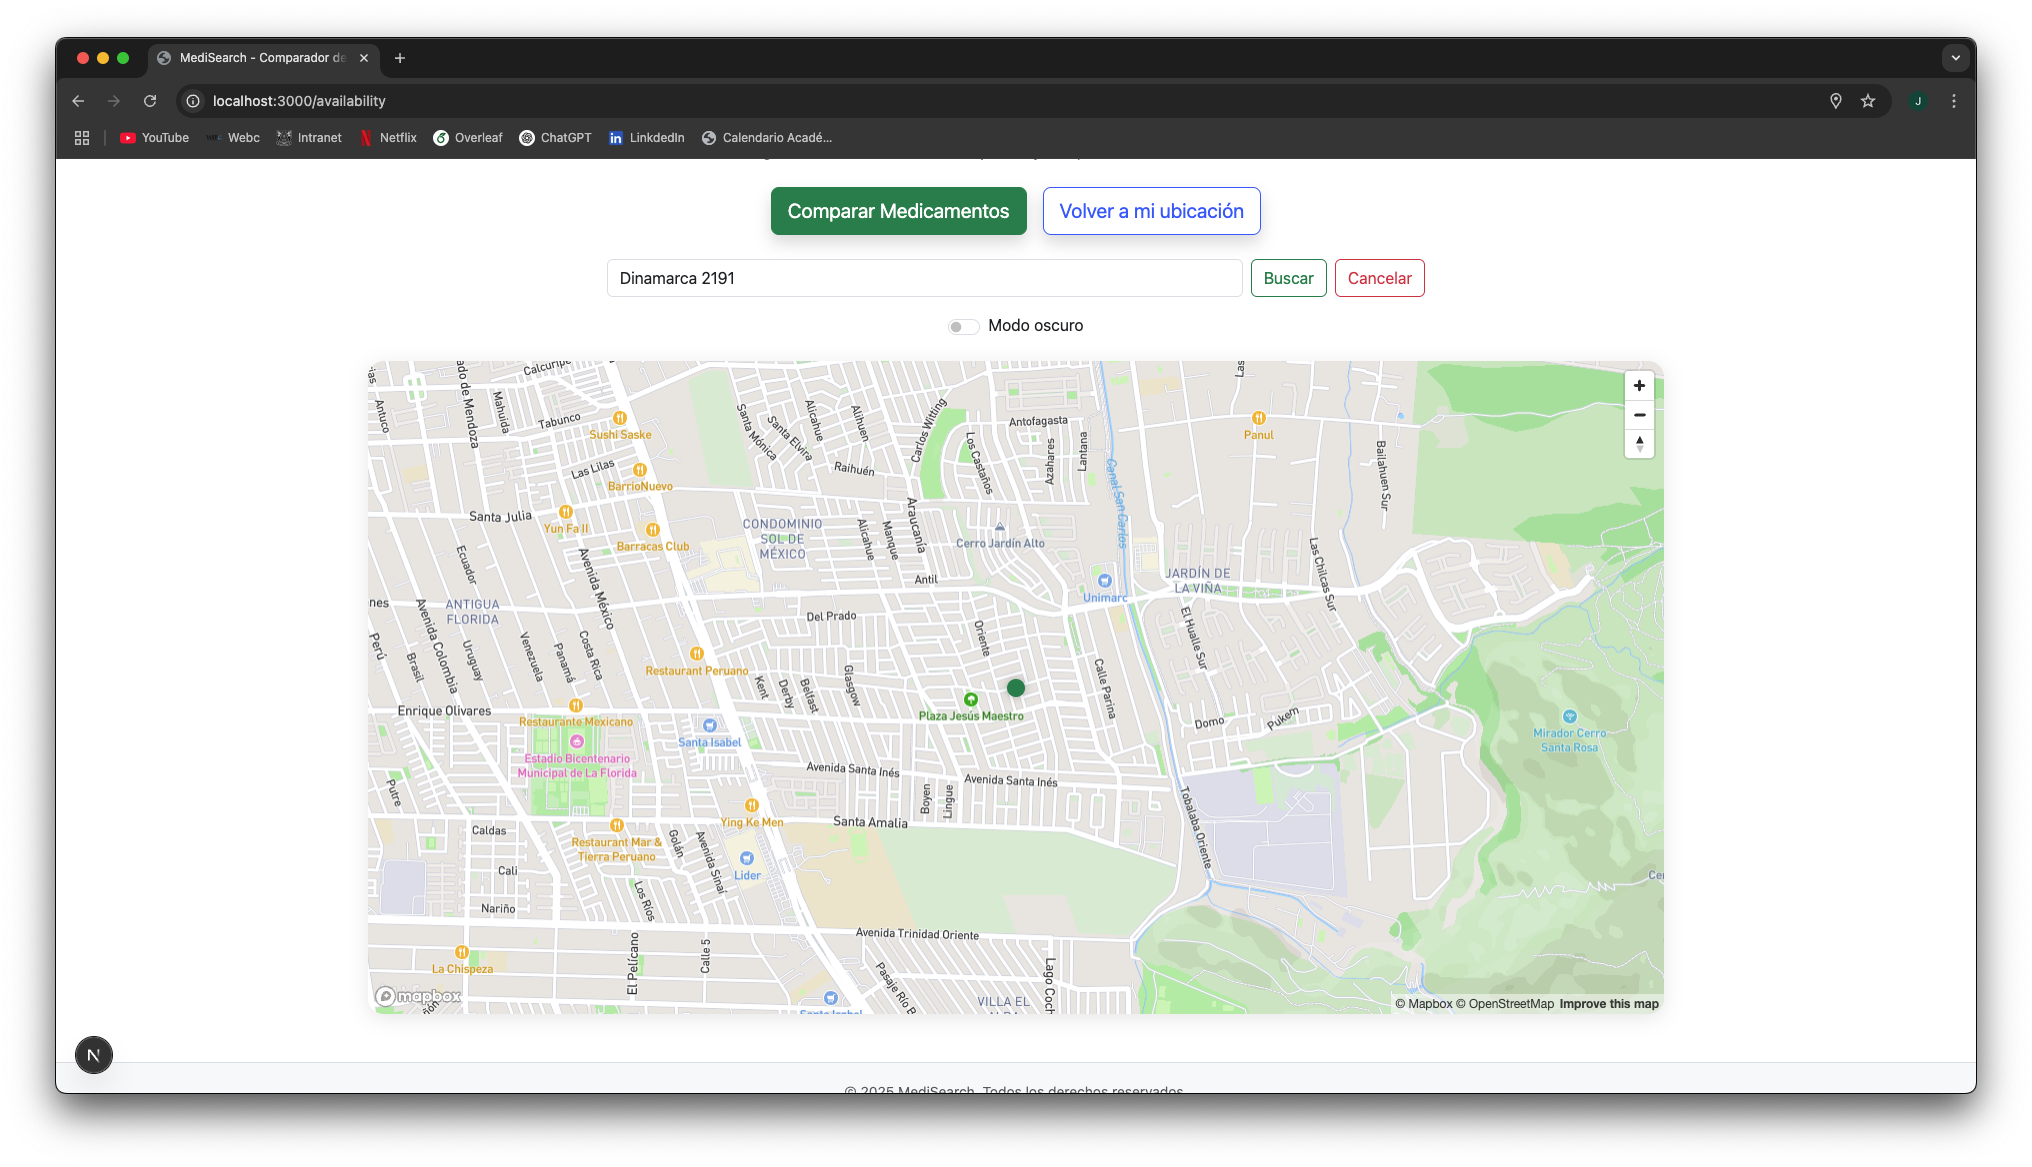 MediSearch - Comparador de
localhost:3000/availability
J
YouTube
Webc
Intranet
Netflix
Overleaf
ChatGPT
LinkdedIn
Calendario Acadé...
Comparar Medicamentos
Volver a mi ubicación
Dinamarca 2191
Buscar
Cancelar
Modo oscuro
Calcuripe
Antuco
Mahuida
Tabunco
Sushi Saske
Las Lilas
BarrioNuevo
Santa Julia
Yun Fa II
Barracas Club
Santa Mónica
Santa Elvira
Alicahue
Alihuen
Raihuén
Carlos Witting
Los Castaños
Antofagasta
Azahares
Lantana
Canal San Carlos
Panul
Bailahuen Sur
Ecuador
Avenida México
CONDOMINIO
SOL DE
MÉXICO
Alicahue
Manque
Araucanía
Cerro Jardín Alto
Antil
Unimarc
JARDÍN DE
LA VIÑA
Las Chilcas Sur
El Hualle Sur
ANTIGUA
FLORIDA
Del Prado
Oriente
Perú
Brasil
Avenida Colombia
Uruguay
Venezuela
Panamá
Costa Rica
Restaurant Peruano
Kent
Derby
Belfast
Glasgow
Calle Parina
Enrique Olivares
Restaurante Mexicano
Plaza Jesús Maestro
Domo
Pukem
Mirador Cerro
Santa Rosa
Santa Isabel
Estadio Bicentenario
Municipal de La Florida
Avenida Santa Inés
Avenida Santa Inés
Putre
Boyen
Lingue
Ying Ke Men
Santa Amalia
Tobalaba Oriente
Caldas
Restaurant Mar &
Tierra Peruano
Golán
Avenida Sinaí
Lider
Cali
Los Ríos
Nariño
Avenida Trinidad Oriente
El Pelícano
Calle 5
La Chispeza
Pasaje Río B
Lago Coch
VILLA EL
Santa Isabel
mapbox
© Mapbox © OpenStreetMap Improve this map
N
© 2025 MediSearch. Todos los derechos reservados